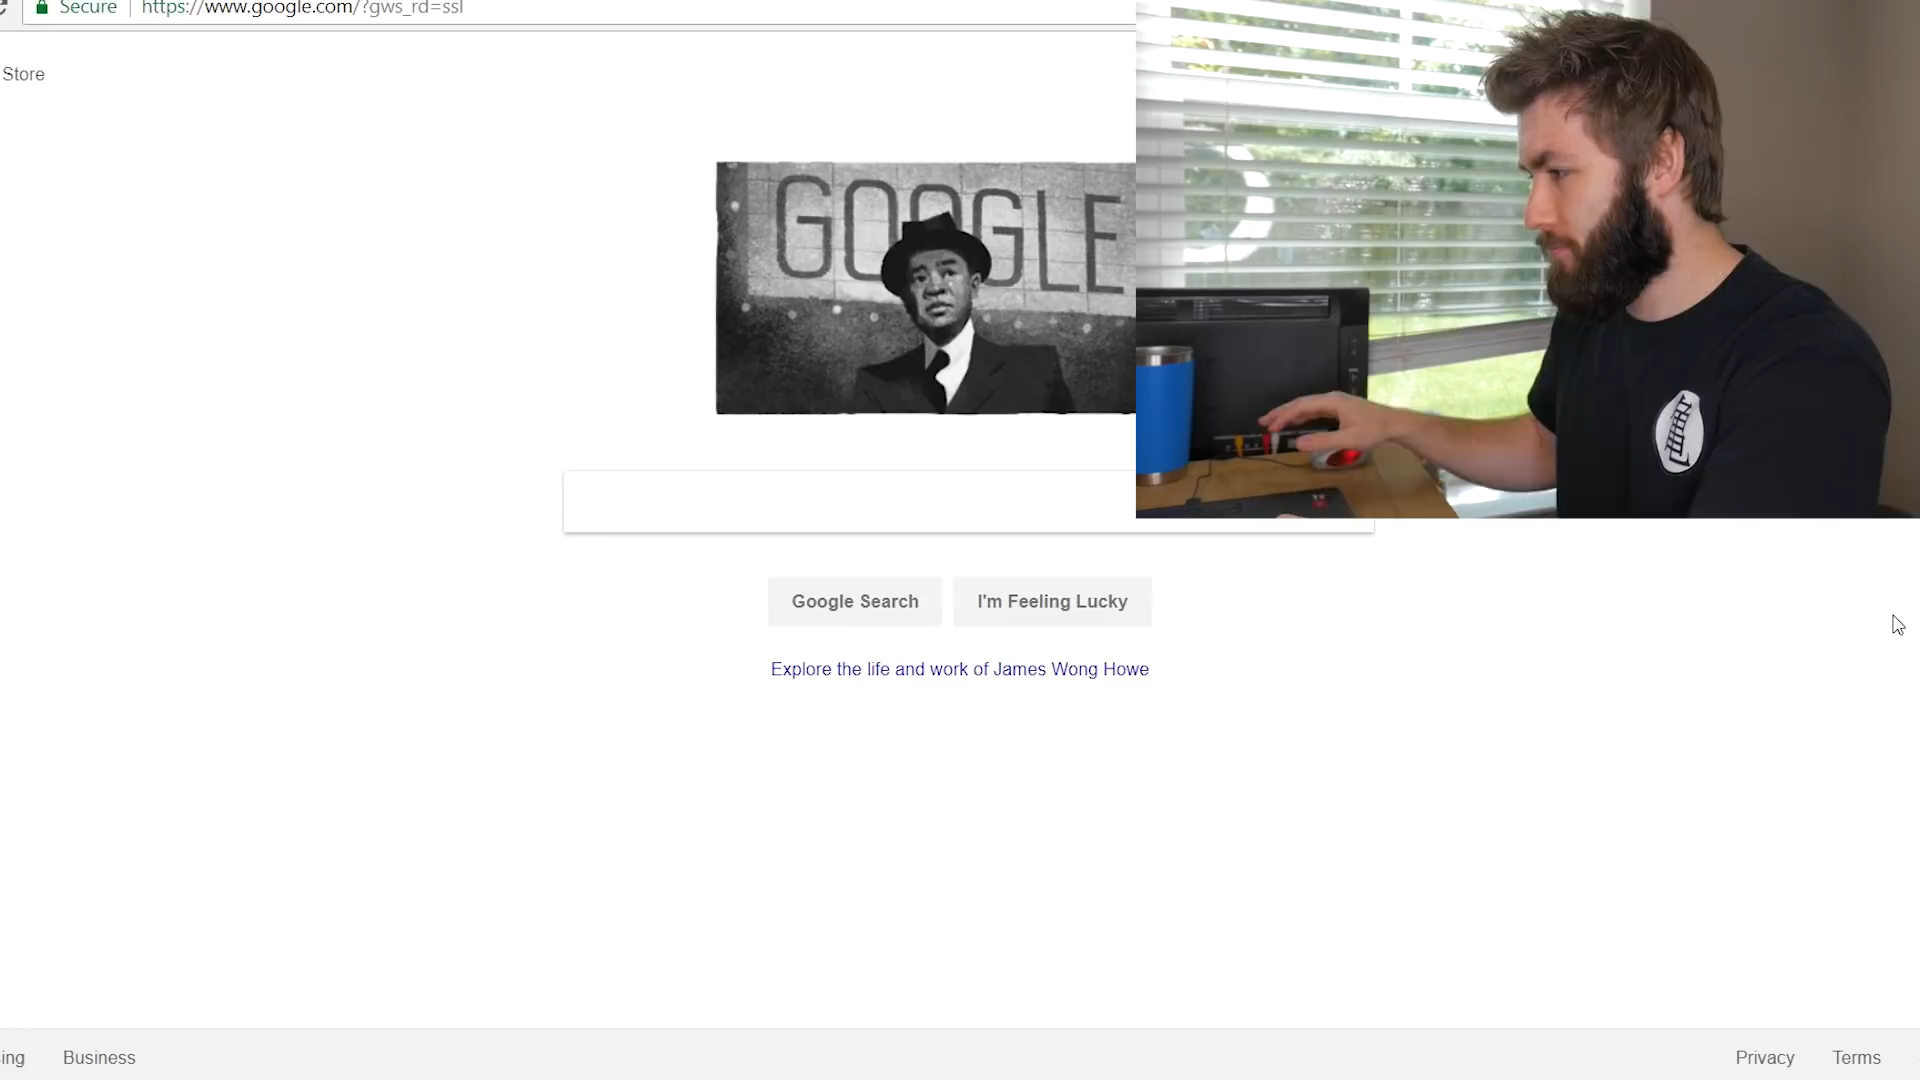 Secure https://www.google.com/?gws_rd=ssl
Store
GOOGLE
Google Search
I'm Feeling Lucky
Explore the life and work of James Wong Howe
ing
Business
Privacy
Terms